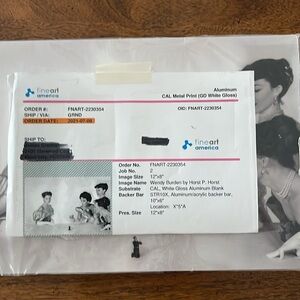 fineart
america
Aluminum
CAL Metal Print (GD White Gloss)
ORDER #: FNART-2230354
SHIP / VIA: GRND
ORDER DATE: 2021-07-09
OID: FNART-2230354
SHIP TO:
fineart
america
Order No. FNART-2230354
Job No. 2
Image Size 12"x8"
Image Name Wendy Burden by Horst P. Horst
Substrate CAL, White Gloss Aluminum Blank
Backer Bar STR10X, Aluminum/acrylic backer bar,
10"x6"
Location: X*5*A
Pres. Size 12"x8"